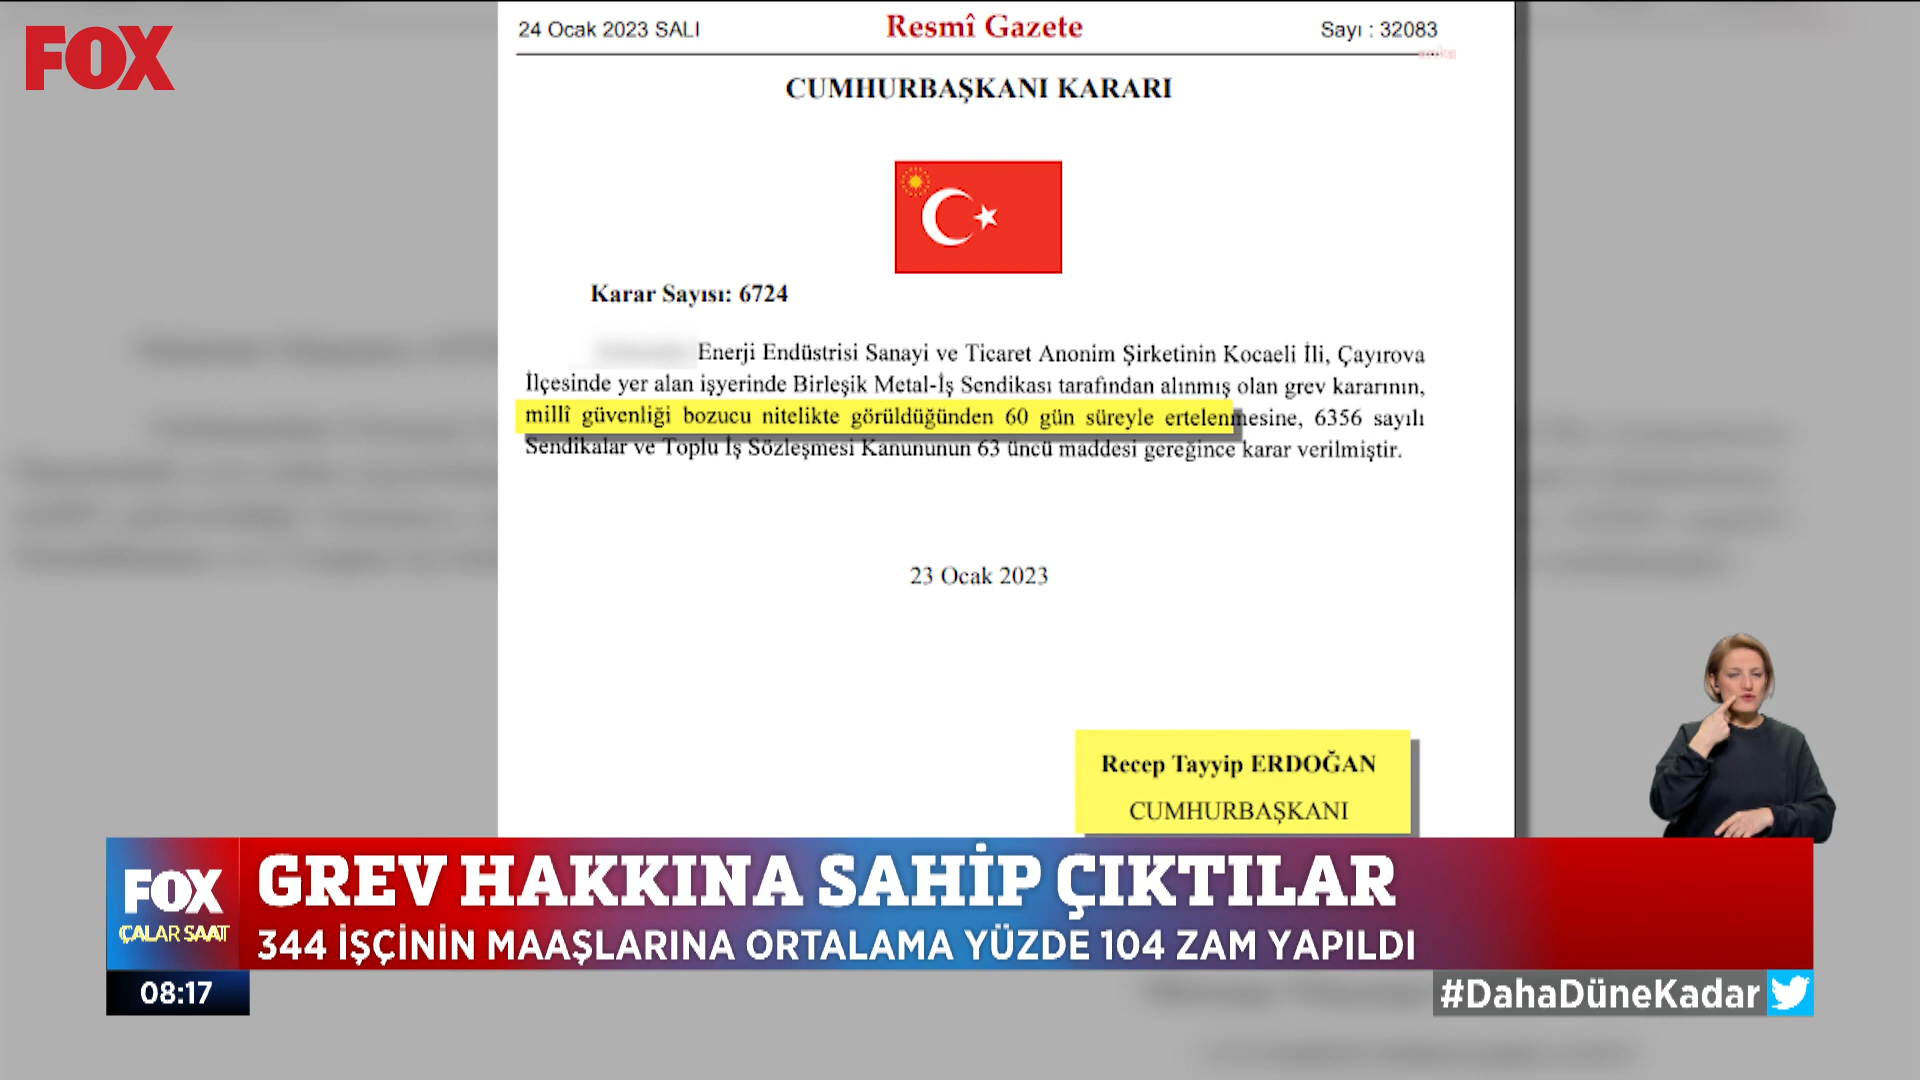 FOX
24 Ocak 2023 SALI
Resmî Gazete
Sayı : 32083
anka
CUMHURBAŞKANI KARARI
Karar Sayısı: 6724
Enerji Endüstrisi Sanayi ve Ticaret Anonim Şirketinin Kocaeli İli, Çayırova
İlçesinde yer alan işyerinde Birleşik Metal-İş Sendikası tarafından alınmış olan grev kararının,
millî güvenliği bozucu nitelikte görüldüğünden 60 gün süreyle ertelenmesine, 6356 sayılı
Sendikalar ve Toplu İş Sözleşmesi Kanununun 63 üncü maddesi gereğince karar verilmiştir.
23 Ocak 2023
Recep Tayyip ERDOĞAN
CUMHURBAŞKANI
FOX
ÇALAR SAAT
GREV HAKKINA SAHİP ÇIKTILAR
344 İŞÇİNİN MAAŞLARINA ORTALAMA YÜZDE 104 ZAM YAPILDI
08:17
#DahaDüneKadar